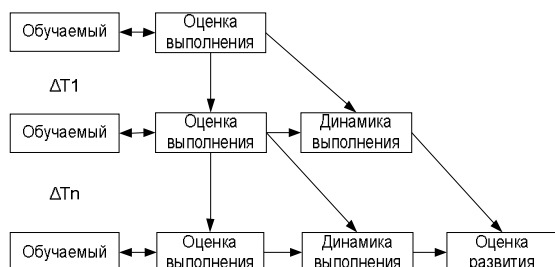 Обучаемый
Оценка
выполнения
ΔT1
Обучаемый
Оценка
выполнения
Динамика
выполнения
ΔTn
Обучаемый
Оценка
выполнения
Динамика
выполнения
Оценка
развития